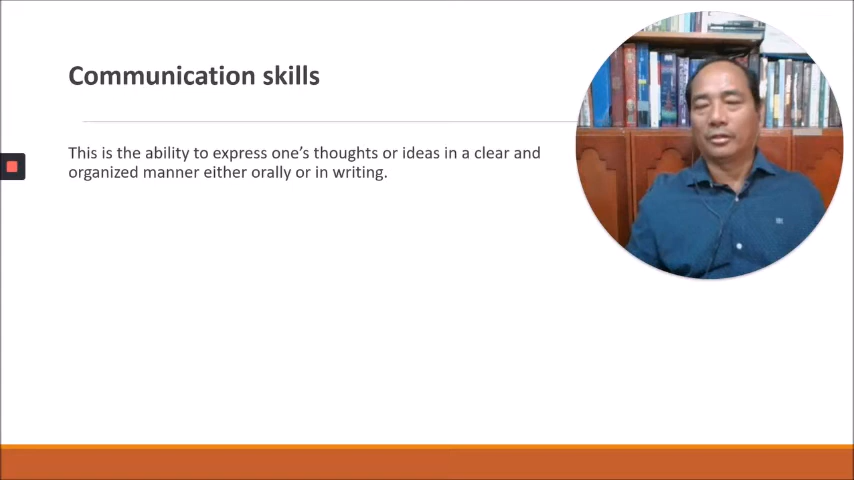 Communication skills
This is the ability to express one’s thoughts or ideas in a clear and
organized manner either orally or in writing.